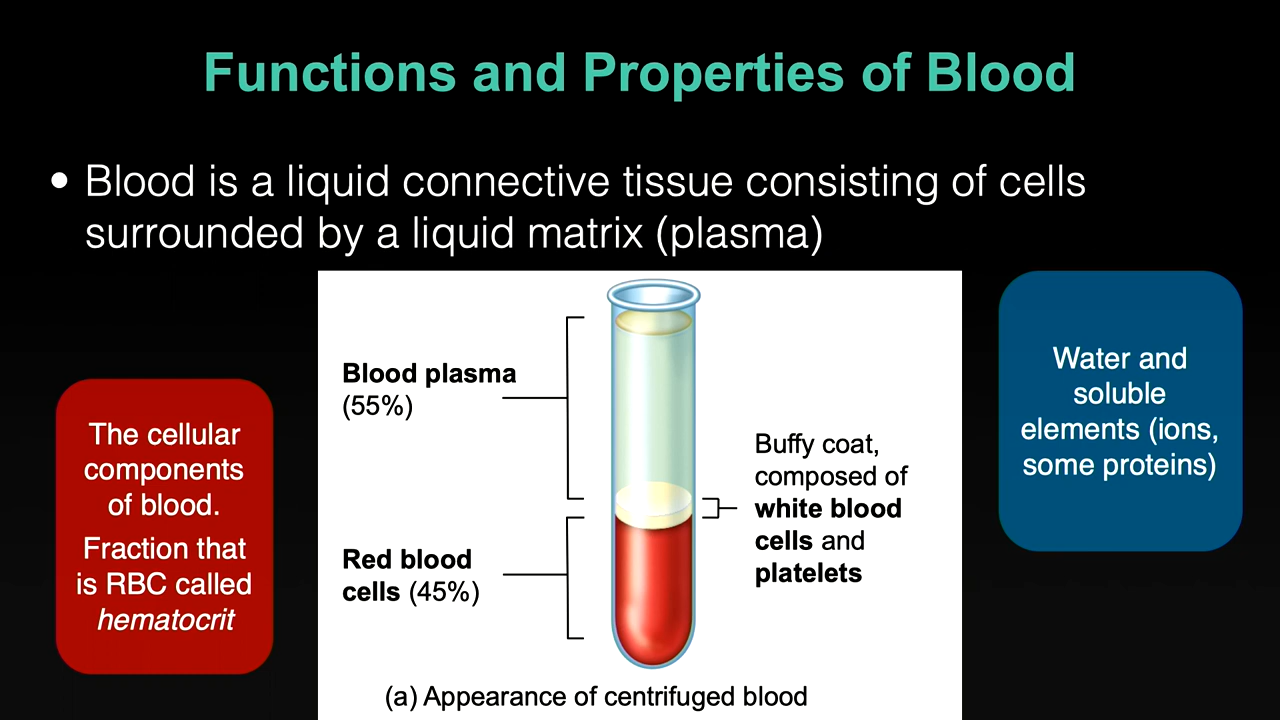 Functions and Properties of Blood
• Blood is a liquid connective tissue consisting of cells
surrounded by a liquid matrix (plasma)
The cellular
components
of blood.
Fraction that
is RBC called
hematocrit
Blood plasma
(55%)
Red blood
cells (45%)
Buffy coat,
composed of
white blood
cells and
platelets
(a) Appearance of centrifuged blood
Water and
soluble
elements (ions,
some proteins)